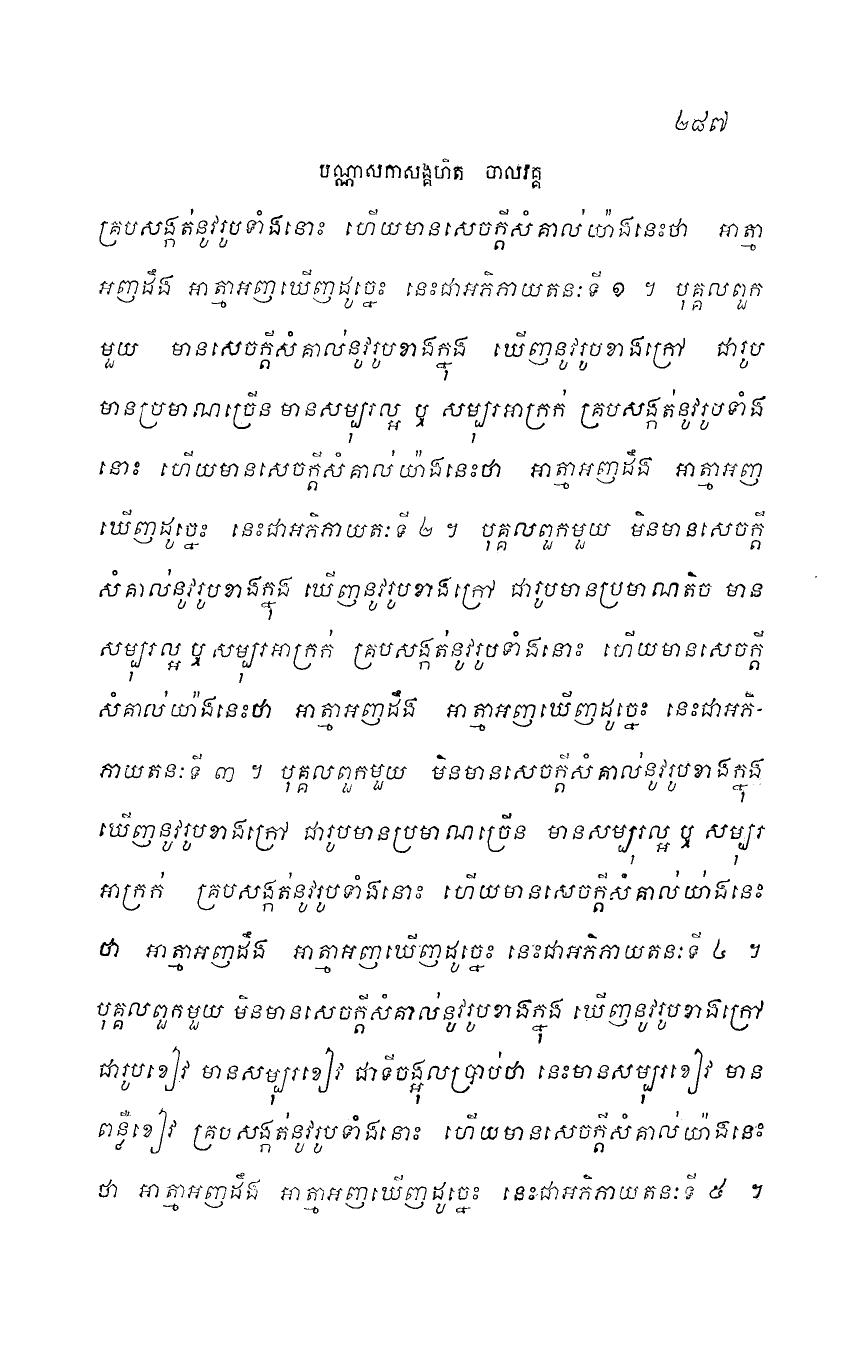 ២៨៧
បណ្ណាសកាសង្គហិត បាលវគ្គ
គ្របសង្កត់នូវរូបទាំងនោះ ហើយមានសេចក្តីសំគាល់យ៉ាងនេះថា អាត្មា
អញដឹង អាត្មាអញឃើញដូច្នេះ នេះជាអភិភាយតនៈទី ១ ។ បុគ្គលពួក
មួយ មានសេចក្តីសំគាល់នូវរូបខាងក្នុង ឃើញនូវរូបខាងក្រៅ ជារូប
មានប្រមាណច្រើន មានសម្បុរល្អ ឬ សម្បុរអាក្រក់ គ្របសង្កត់នូវរូបទាំង
នោះ ហើយមានសេចក្តីសំគាល់យ៉ាងនេះថា អាត្មាអញដឹង អាត្មាអញ
ឃើញដូច្នេះ នេះជាអភិភាយតៈទី ២ ។ បុគ្គលពួកមួយ មិនមានសេចក្តី
សំគាល់នូវរូបខាងក្នុង ឃើញនូវរូបខាងក្រៅ ជារូបមានប្រមាណតិច មាន
សម្បុរល្អ ឬ សម្បុរអាក្រក់ គ្របសង្កត់នូវរូបទាំងនោះ ហើយមានសេចក្តី
សំគាល់យ៉ាងនេះថា អាត្មាអញដឹង អាត្មាអញឃើញដូច្នេះ នេះជាអភិ-
ភាយតនៈទី ៣ ។ បុគ្គលពួកមួយ មិនមានសេចក្តីសំគាល់នូវរូបខាងក្នុង
ឃើញនូវរូបខាងក្រៅ ជារូបមានប្រមាណច្រើន មានសម្បុរល្អ ឬ សម្បុរ
អាក្រក់ គ្របសង្កត់នូវរូបទាំងនោះ ហើយមានសេចក្តីសំគាល់យ៉ាងនេះ
ថា អាត្មាអញដឹង អាត្មាអញឃើញដូច្នេះ នេះជាអភិភាយតនៈទី ៤ ។
បុគ្គលពួកមួយ មិនមានសេចក្តីសំគាល់នូវរូបខាងក្នុង ឃើញនូវរូបខាងក្រៅ
ជារូបខៀវ មានសម្បុរខៀវ ជាទីចង្អុលប្រាប់ថា នេះមានសម្បុរខៀវ មាន
ពន្លឺខៀវ គ្របសង្កត់នូវរូបទាំងនោះ ហើយមានសេចក្តីសំគាល់យ៉ាងនេះ
ថា អាត្មាអញដឹង អាត្មាអញឃើញដូច្នេះ នេះជាអភិភាយតនៈទី ៥ ។